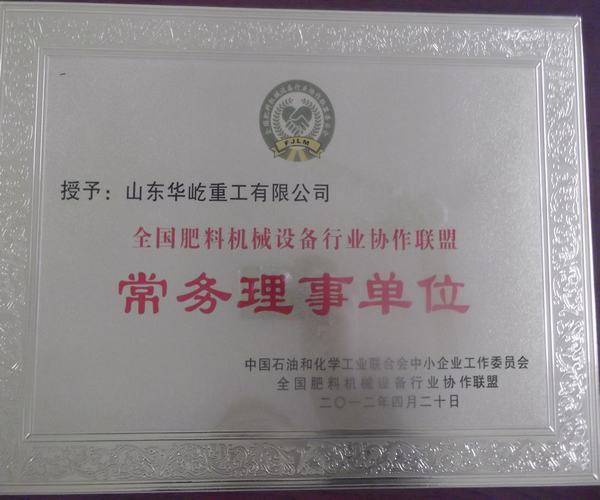 FJLM
授予：山东华屹重工有限公司
全国肥料机械设备行业协作联盟
常务理事单位
中国石油和化学工业联合会中小企业工作委员会
全国肥料机械设备行业协作联盟
二〇一二年四月二十日